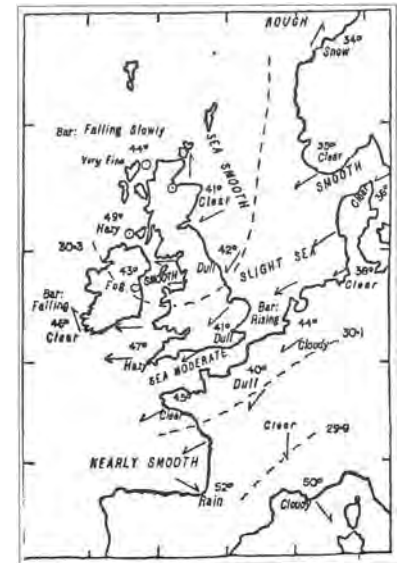 ROUGH
34°
Snow
Bar: Falling Slowly
44°
Very Fine
SEA SMOOTH
35°
Clear
SMOOTH
41°
Clear
Clear
36°
49°
Hazy
30·3
42°
Dull
SLIGHT SEA
43°
Fog
SMOOTH
38°
Clear
Bar:
Falling
46°
Clear
Bar:
Rising
44°
41°
Dull
30·1
47°
Hazy
SEA MODERATE
Cloudy
40°
Dull
45°
Clear
Clear
29·9
NEARLY SMOOTH
52°
Rain
50°
Cloudy